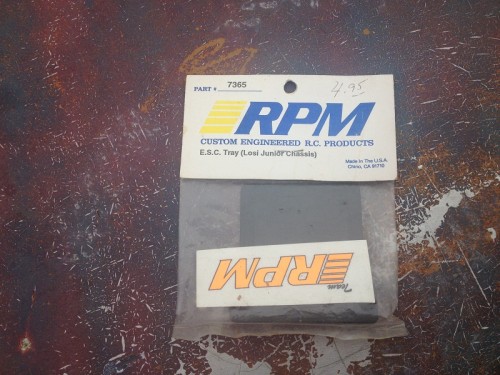 PART # 7365
4.95
RPM
CUSTOM ENGINEERED R.C. PRODUCTS
E.S.C. Tray (Losi Junior Chassis)
Made In The U.S.A.
Chino, CA 91710
Team
RPM